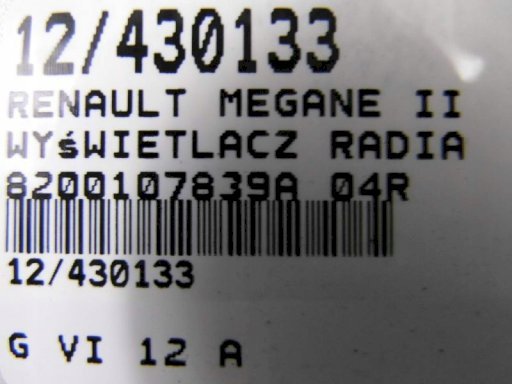 12/430133
RENAULT MEGANE II
WYśWIETLACZ RADIA
8200107839A 04R
12/430133
G VI 12 A